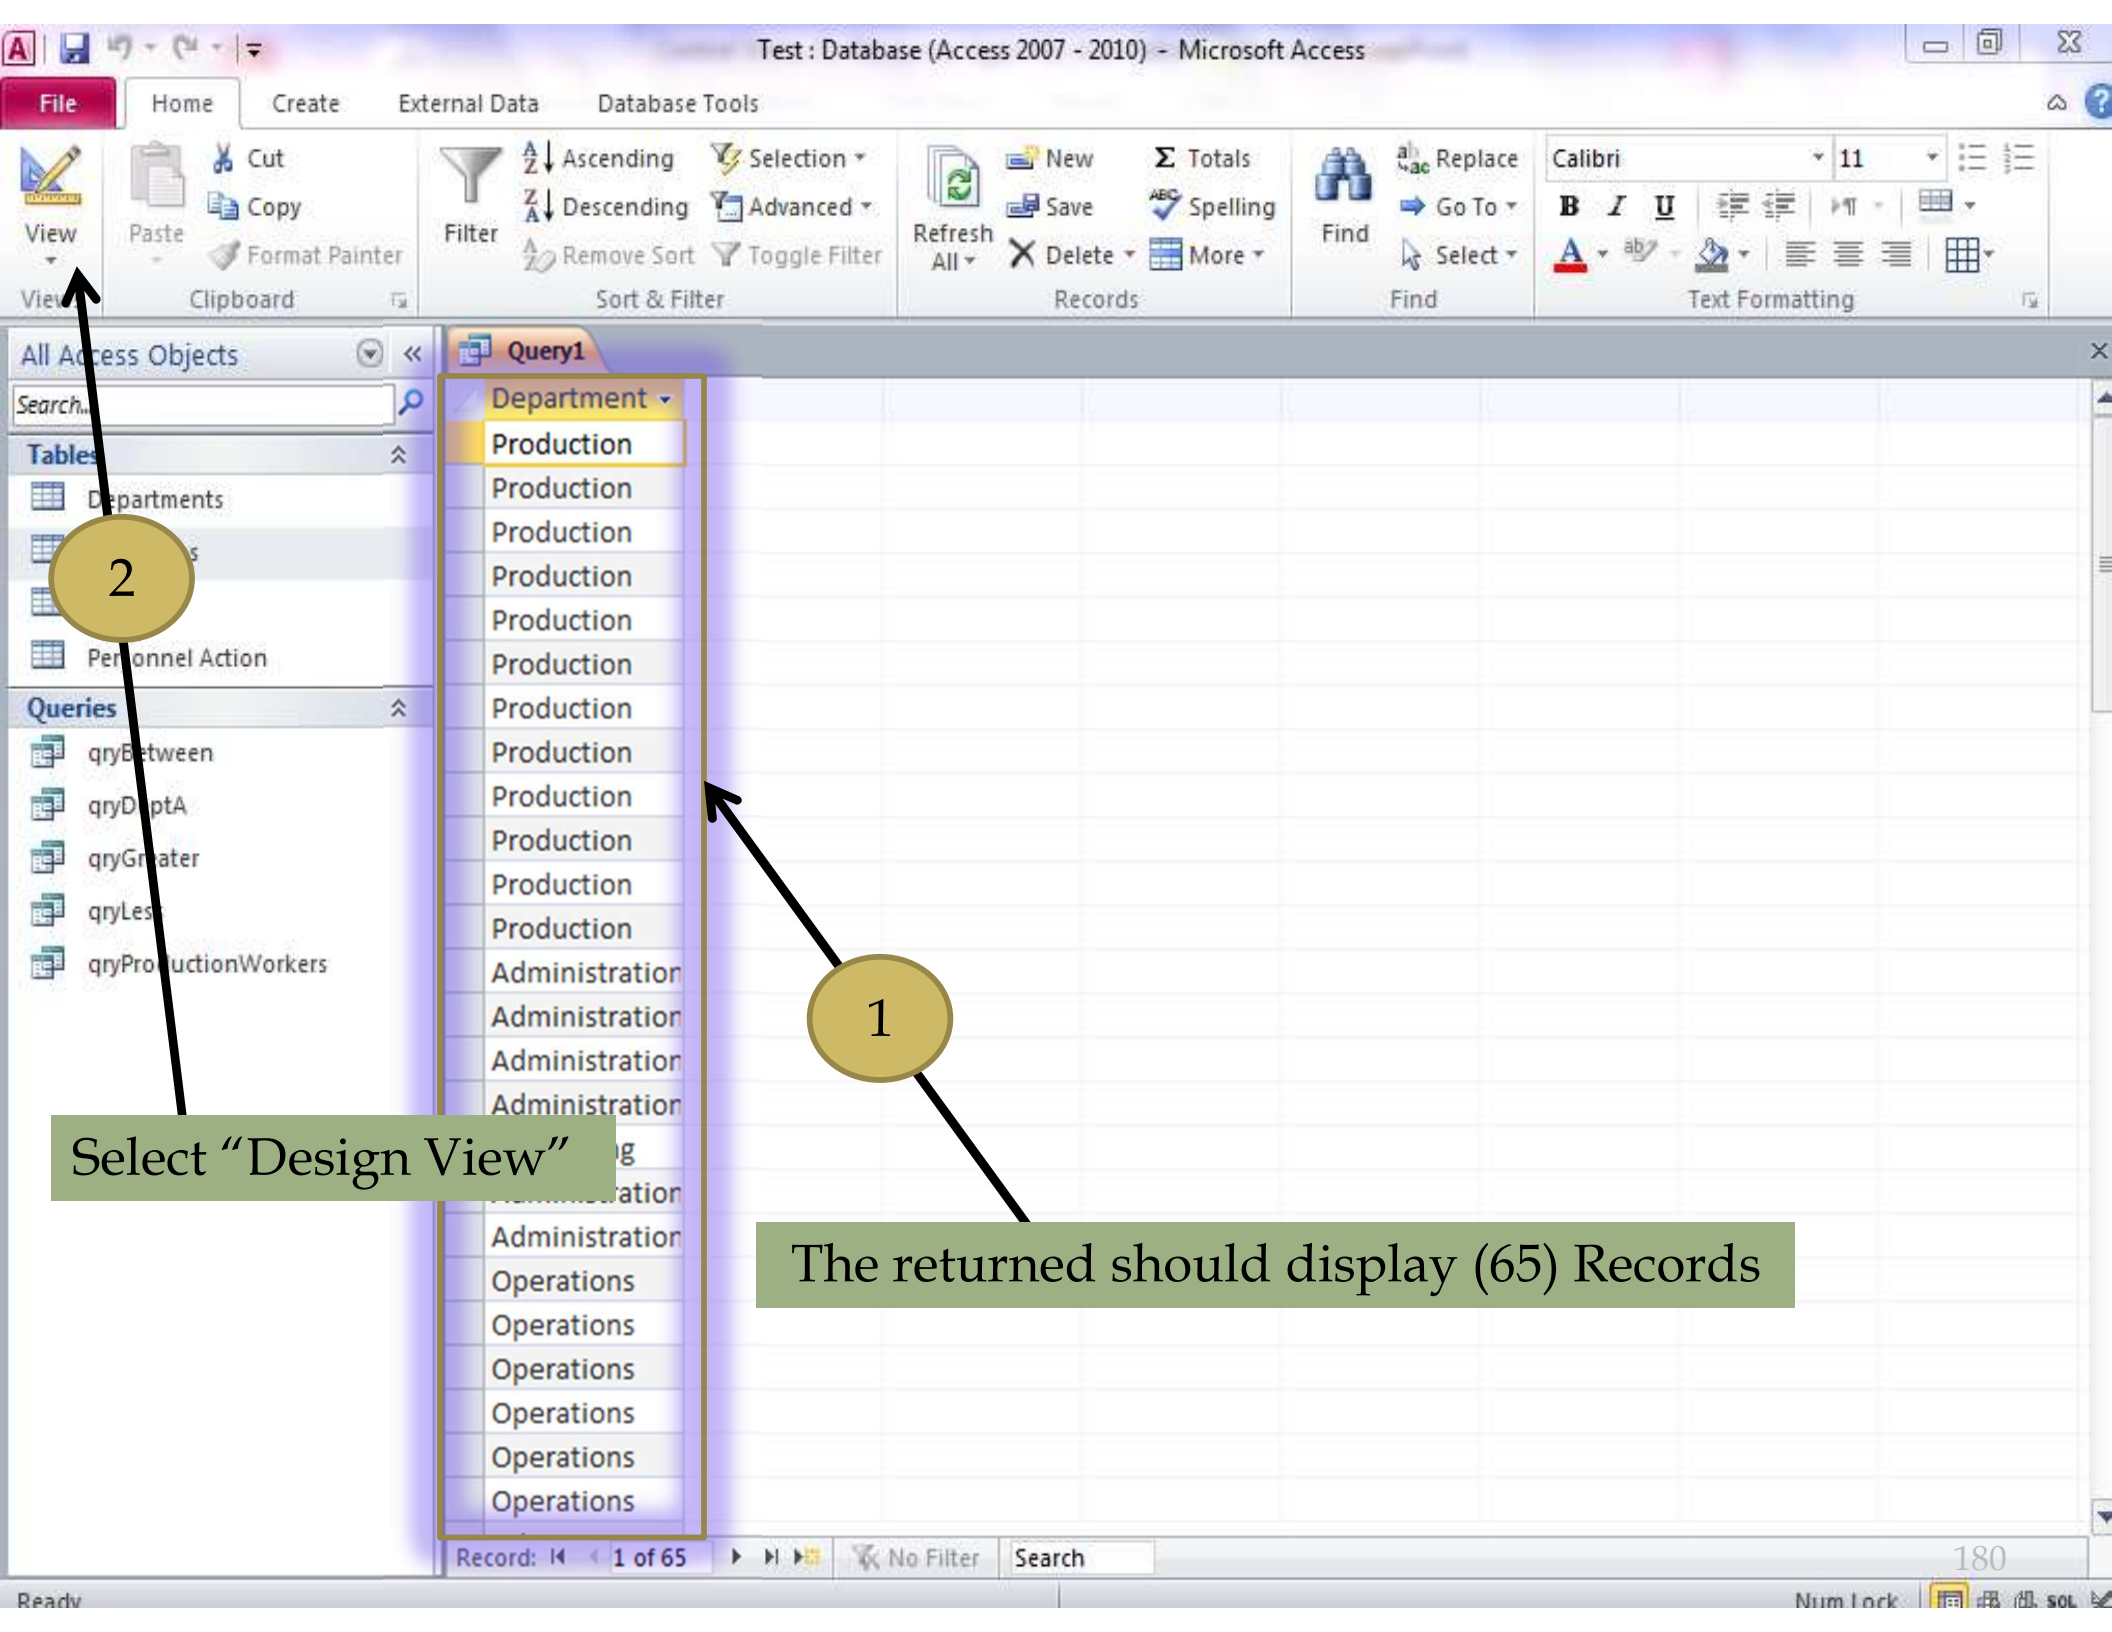 Test : Database (Access 2007 - 2010) - Microsoft Access
File Home Create External Data Database Tools
Cut Ascending Selection New Totals Replace Calibri 11
Copy Descending Advanced Save Spelling Go To B I U
View Paste Format Painter Filter Remove Sort Toggle Filter Refresh All Delete More Find Select
Clipboard Sort & Filter Records Find Text Formatting
All Access Objects
Query1
Search...
Department
Tables
Departments
Personnel Action
Queries
qryBetween
qryDeptA
qryGreater
qryLess
qryProductionWorkers
Production
Production
Production
Production
Production
Production
Production
Production
Production
Production
Production
Production
Administration
Administration
Administration
Administration
Administration
Operations
Operations
Operations
Operations
Operations
Operations
2
1
Select “Design View”
The returned should display (65) Records
Record: 1 of 65 No Filter Search
180
Ready
Num Lock SQL